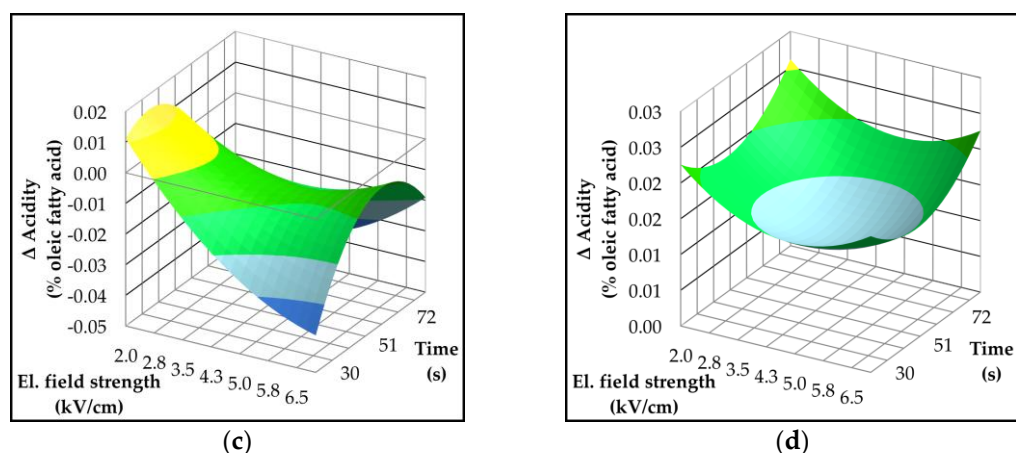 0.02
0.01
0.00
-0.01
-0.02
-0.03
-0.04
-0.05
Δ Acidity
(% oleic fatty acid)
2.0
2.8
3.5
4.3
5.0
5.8
6.5
El. field strength
(kV/cm)
30
51
72
Time
(s)
(c)
0.03
0.03
0.02
0.02
0.01
0.01
0.00
Δ Acidity
(% oleic fatty acid)
2.0
2.8
3.5
4.3
5.0
5.8
6.5
El. field strength
(kV/cm)
30
51
72
Time
(s)
(d)